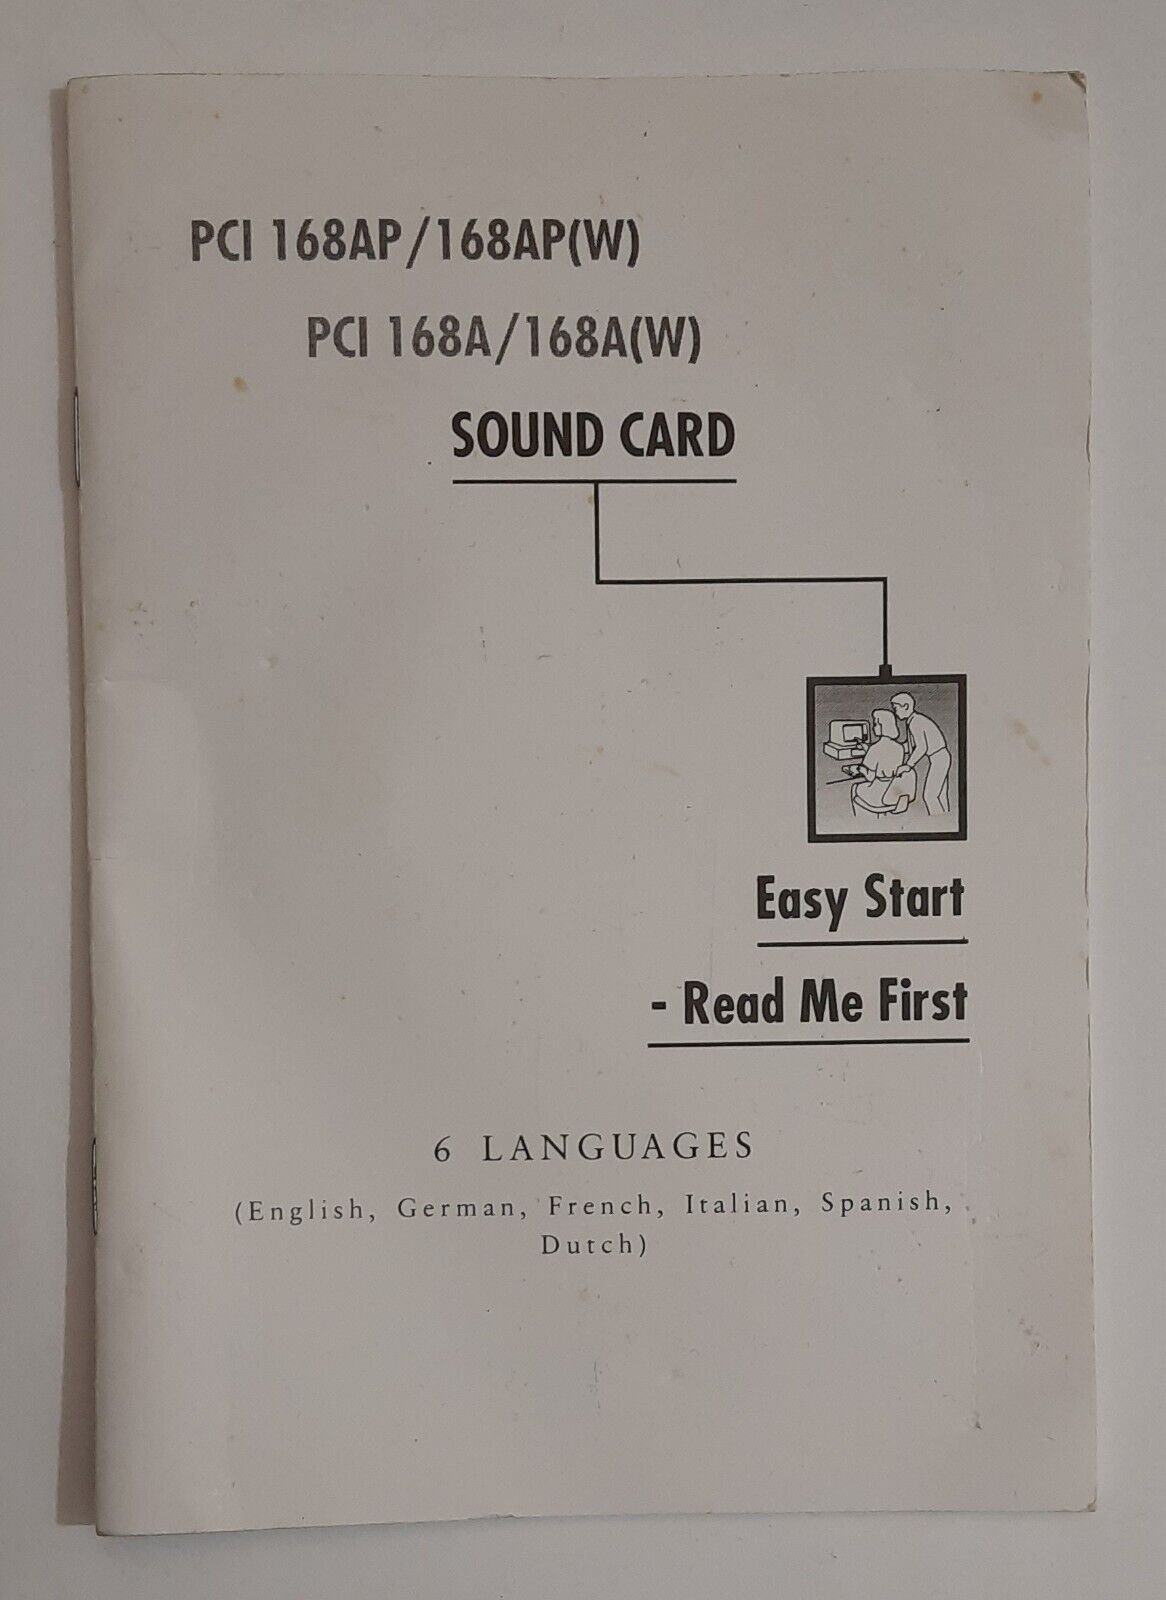 PCI 168AP/168AP(W)
PCI 168A/168A(W)
SOUND CARD
Easy Start
- Read Me First
6 LANGUAGES
(English, German, French, Italian, Spanish,
Dutch)